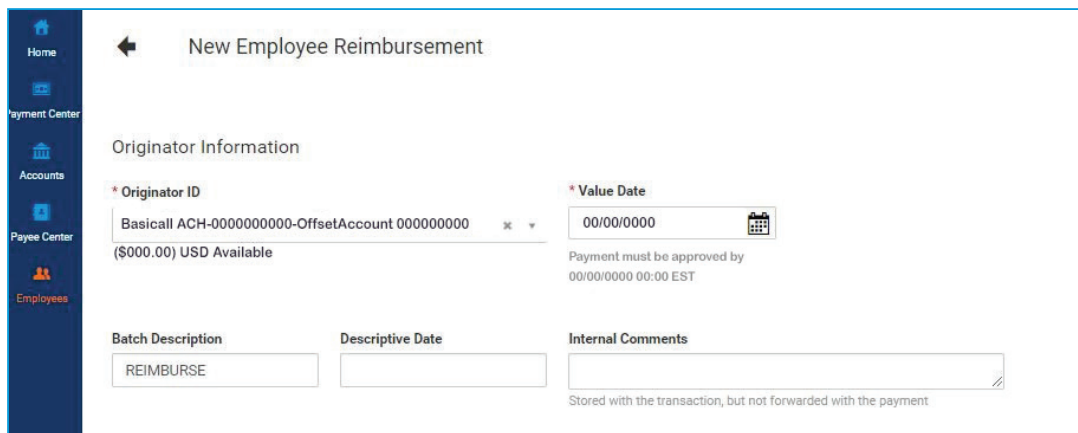 Home
Payment Center
Accounts
Payee Center
Employees
New Employee Reimbursement
Originator Information
* Originator ID
Basicall ACH-0000000000-OffsetAccount 000000000
($000.00) USD Available
* Value Date
00/00/0000
Payment must be approved by
00/00/0000 00:00 EST
Batch Description
REIMBURSE
Descriptive Date
Internal Comments
Stored with the transaction, but not forwarded with the payment